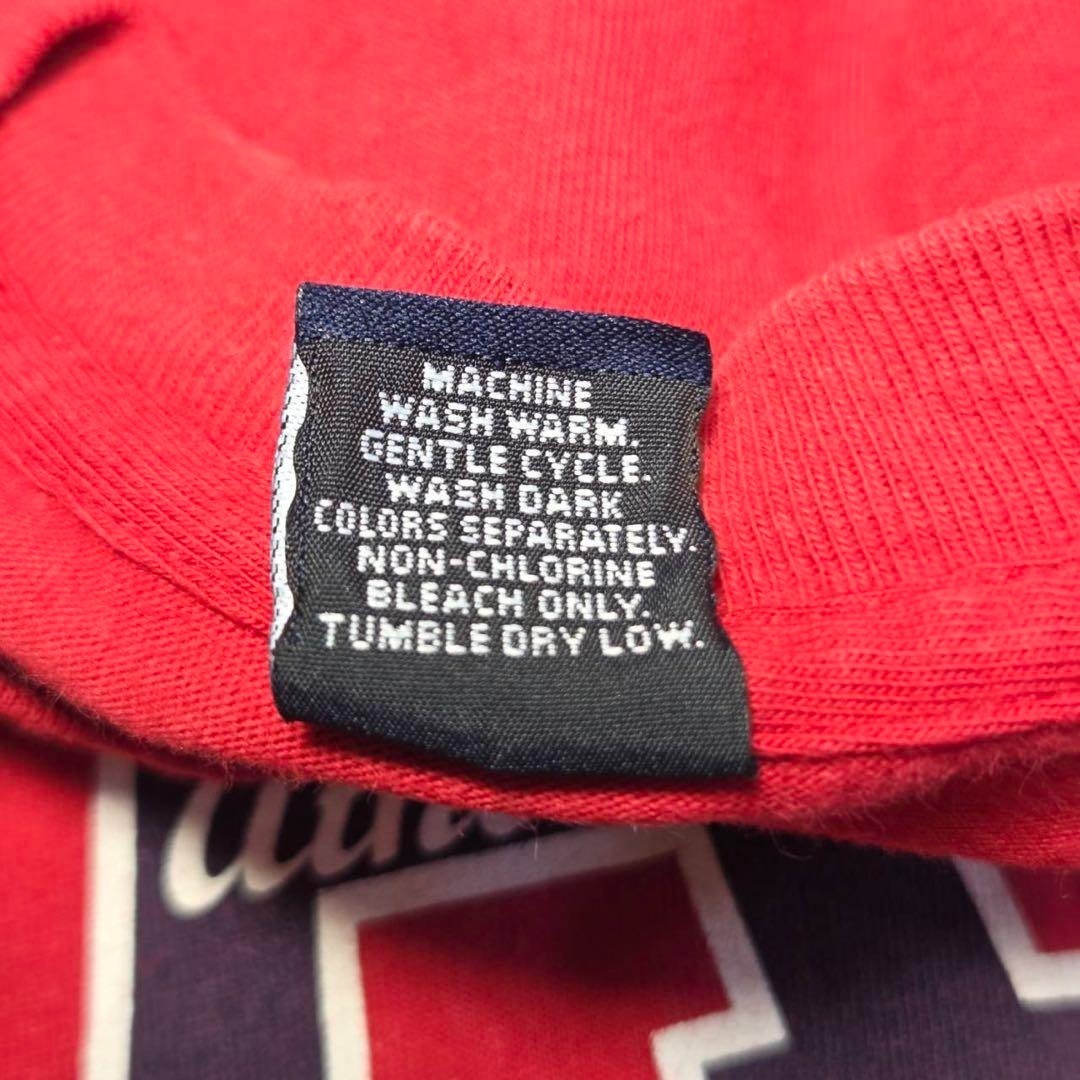 MACHINE
WASH WARM.
GENTLE CYCLE.
WASH DARK
COLORS SEPARATELY.
NON-CHLORINE
BLEACH ONLY.
TUMBLE DRY LOW.